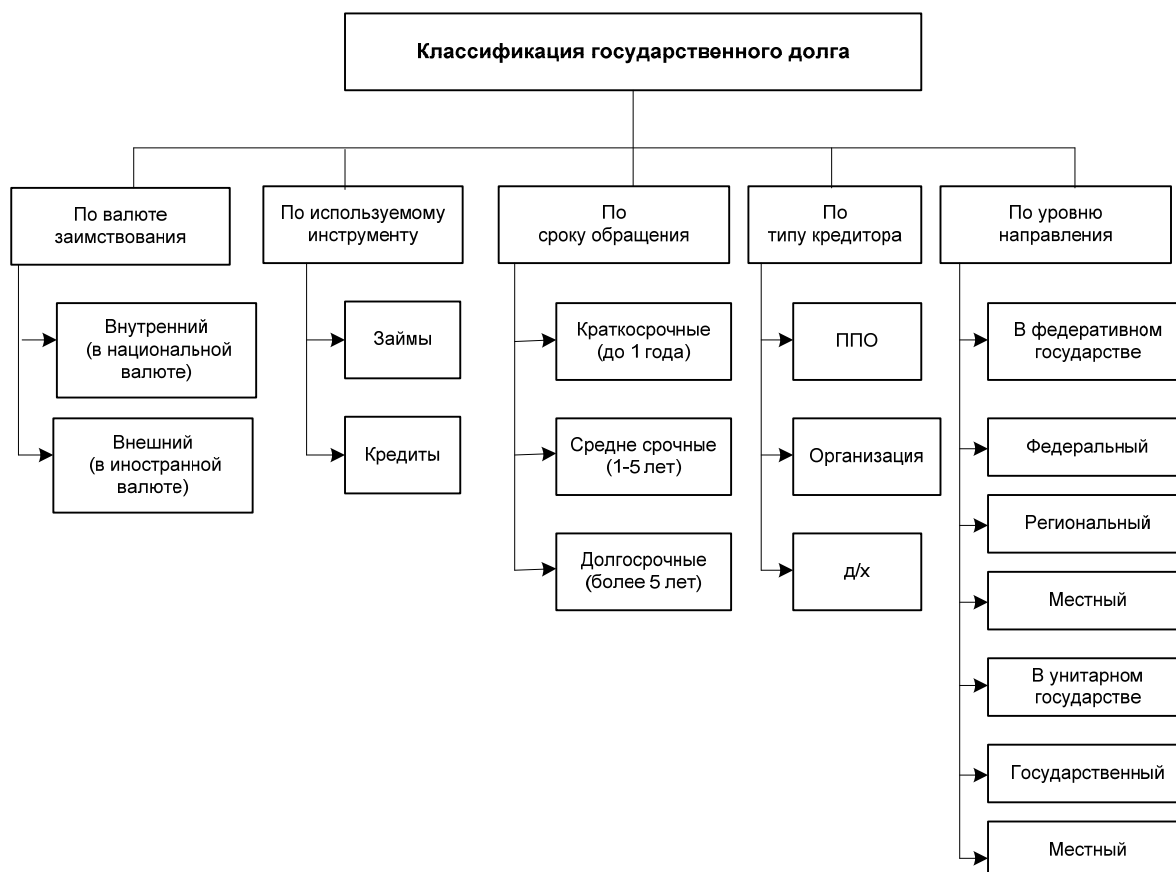 Классификация государственного долга
По валюте
заимствования
Внутренний
(в национальной
валюте)
Внешний
(в иностранной
валюте)
По используемому
инструменту
Займы
Кредиты
По
сроку обращения
Краткосрочные
(до 1 года)
Средне срочные
(1-5 лет)
Долгосрочные
(более 5 лет)
По
типу кредитора
ППО
Организация
д/х
По уровню
направления
В федеративном
государстве
Федеральный
Региональный
Местный
В унитарном
государстве
Государственный
Местный